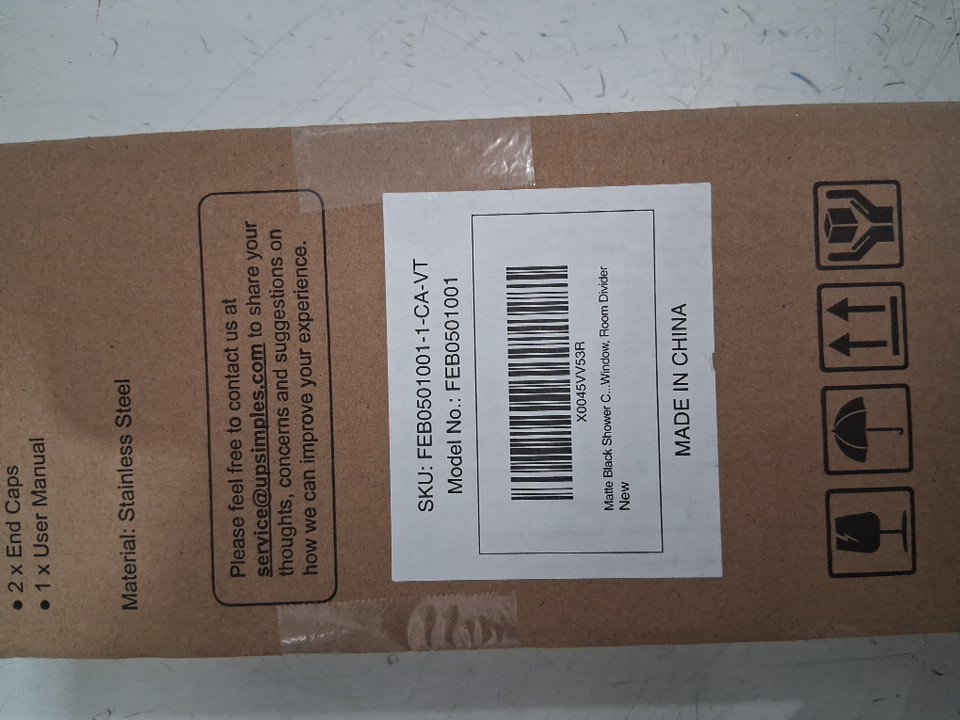 • 2 x End Caps
• 1 x User Manual
Material: Stainless Steel
Please feel free to contact us at
service@upsimples.com to share your
thoughts, concerns and suggestions on
how we can improve your experience.
SKU: FEB0501001-1-CA-VT
Model No.: FEB0501001
X0045VV53R
Matte Black Shower C...Window, Room Divider
New
MADE IN CHINA